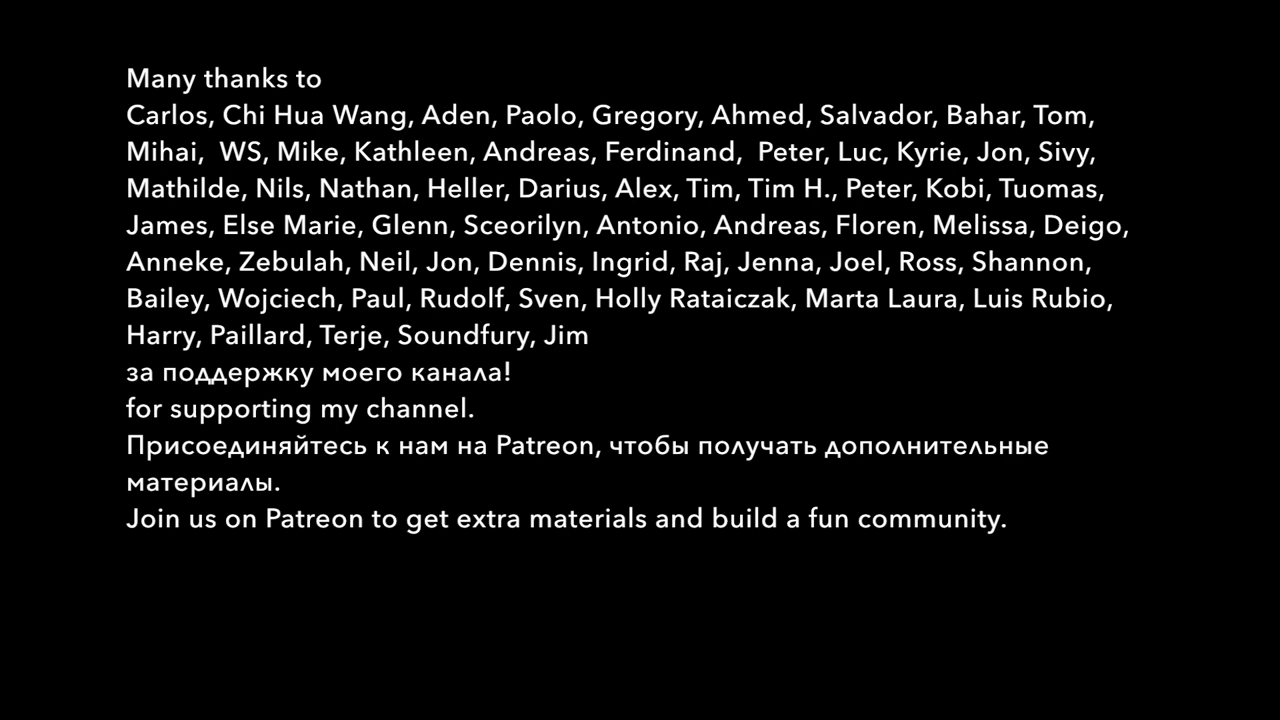 Many thanks to
Carlos, Chi Hua Wang, Aden, Paolo, Gregory, Ahmed, Salvador, Bahar, Tom,
Mihai,  WS, Mike, Kathleen, Andreas, Ferdinand,  Peter, Luc, Kyrie, Jon, Sivy,
Mathilde, Nils, Nathan, Heller, Darius, Alex, Tim, Tim H., Peter, Kobi, Tuomas,
James, Else Marie, Glenn, Sceorilyn, Antonio, Andreas, Floren, Melissa, Deigo,
Anneke, Zebulah, Neil, Jon, Dennis, Ingrid, Raj, Jenna, Joel, Ross, Shannon,
Bailey, Wojciech, Paul, Rudolf, Sven, Holly Rataiczak, Marta Laura, Luis Rubio,
Harry, Paillard, Terje, Soundfury, Jim
за поддержку моего канала!
for supporting my channel.
Присоединяйтесь к нам на Patreon, чтобы получать дополнительные
материалы.
Join us on Patreon to get extra materials and build a fun community.